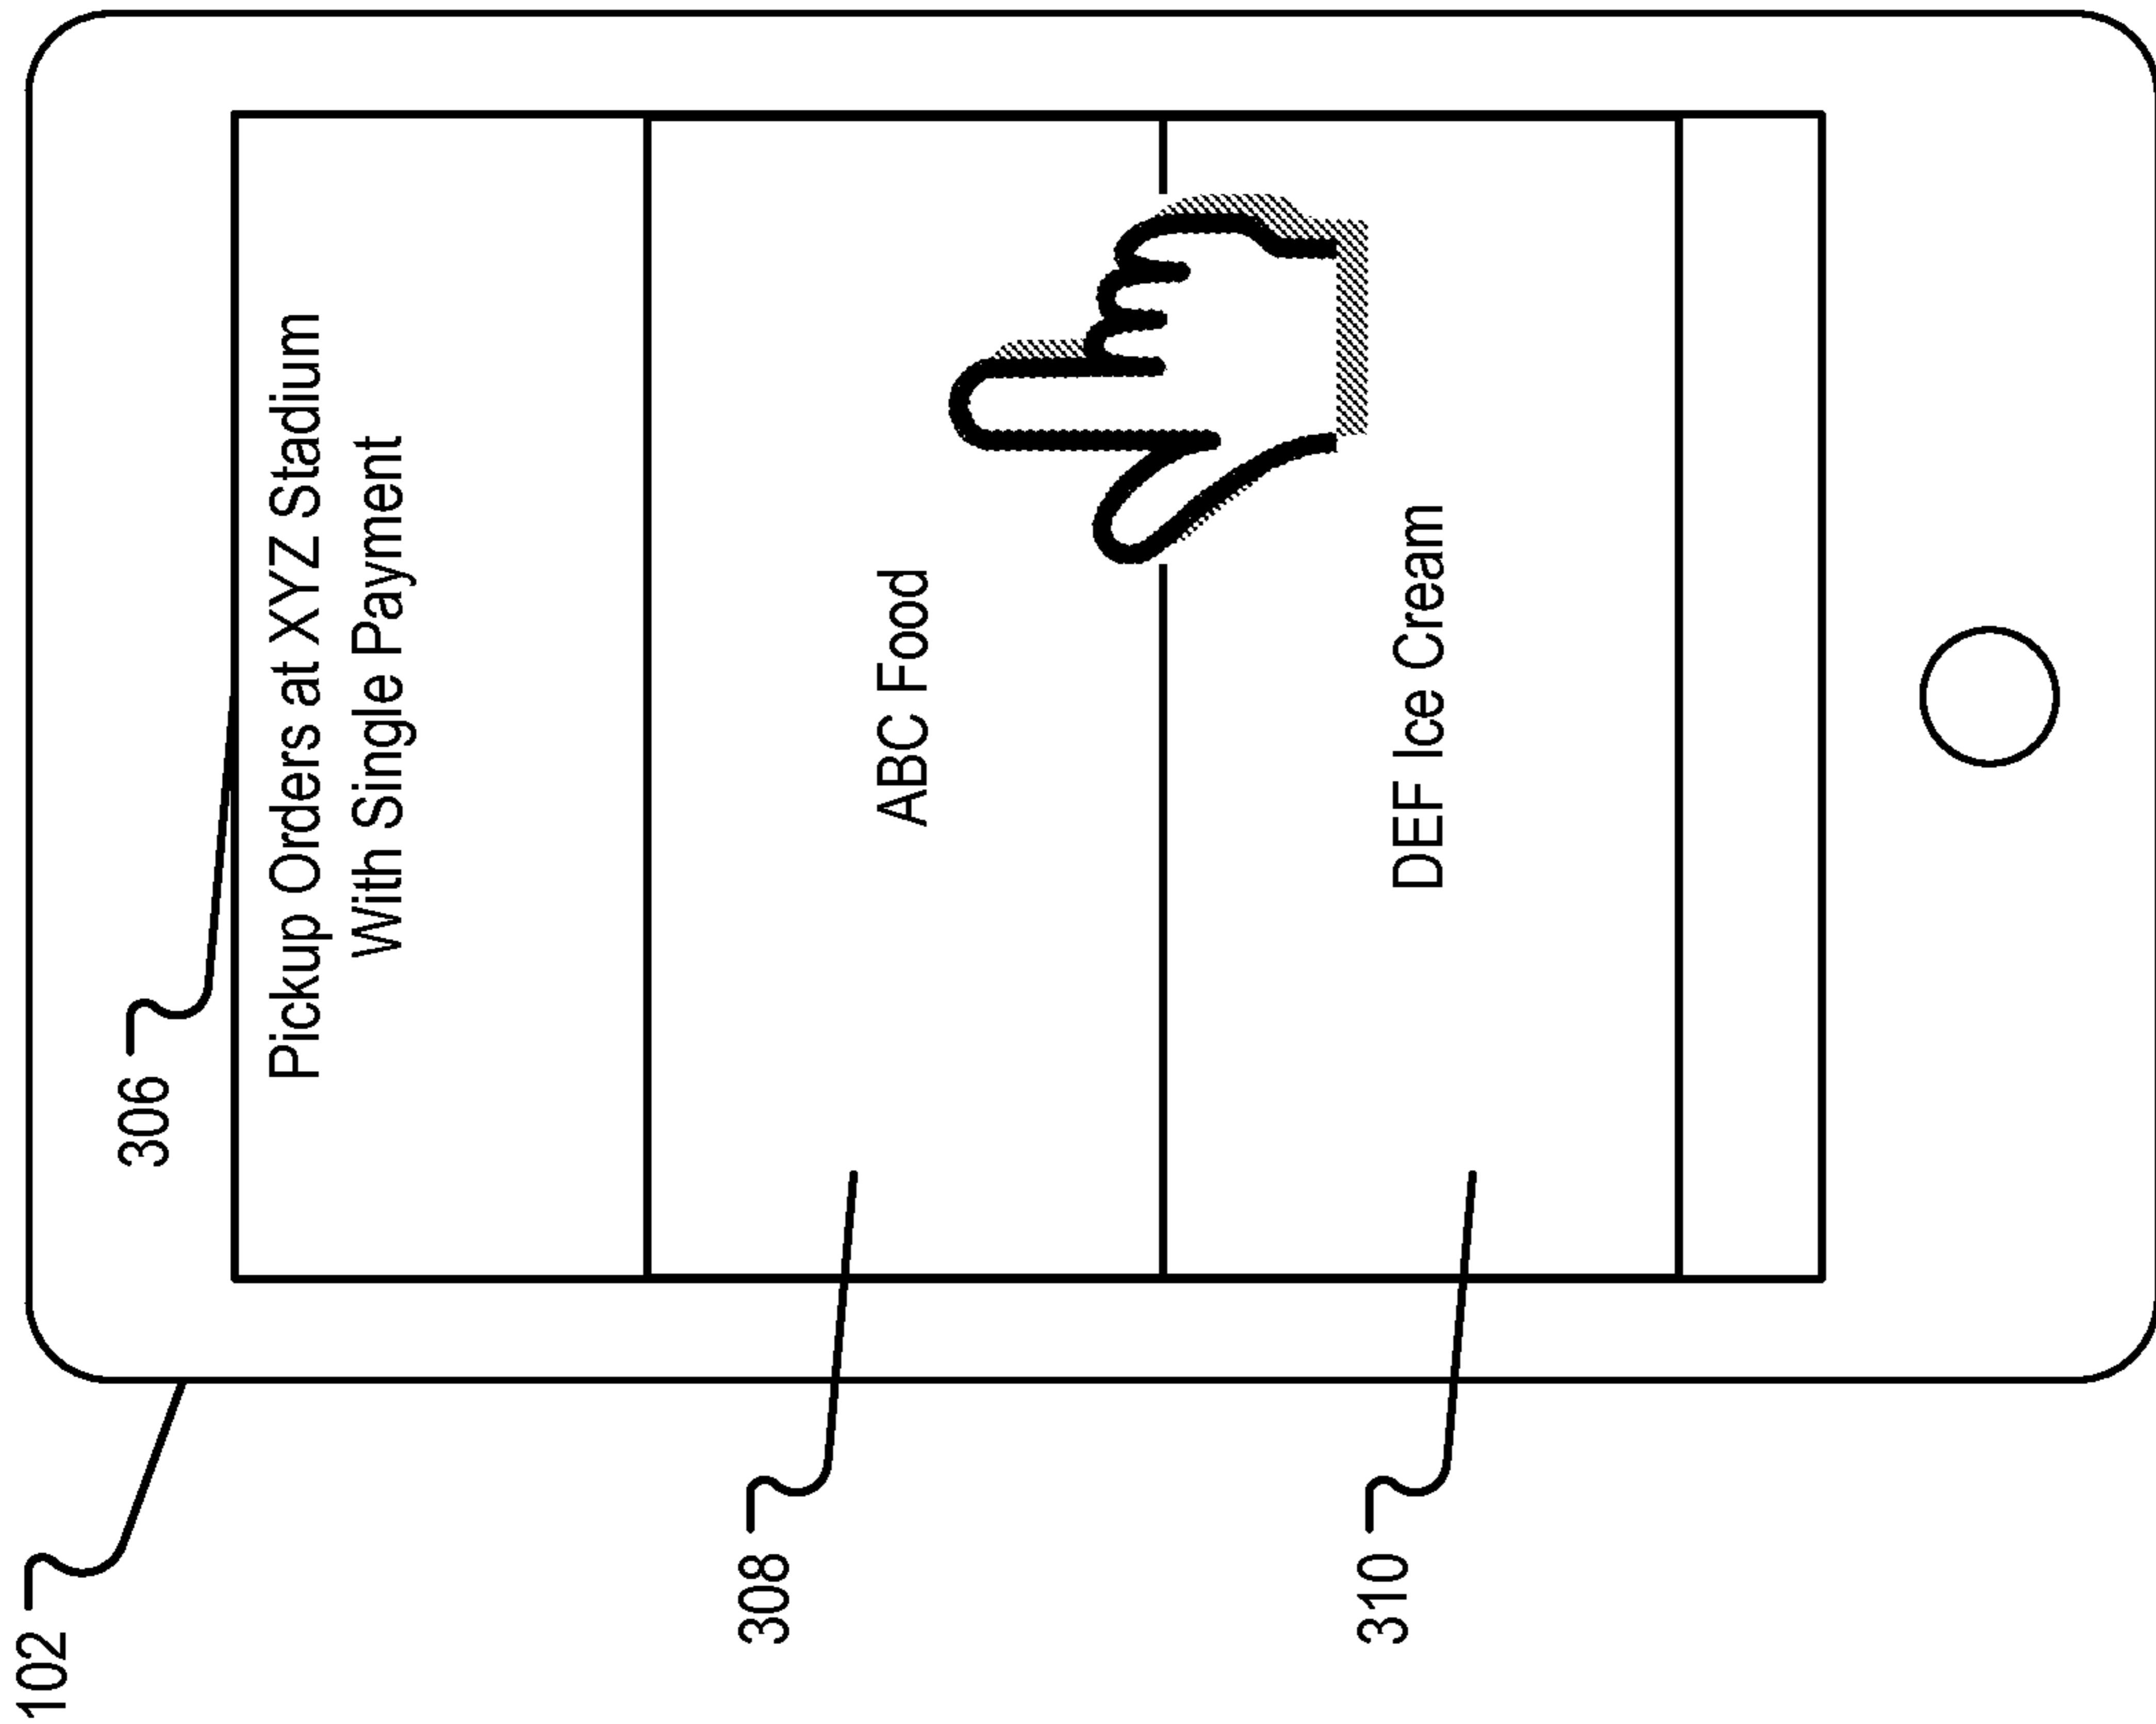 102
306
Pickup Orders at XYZ Stadium
With Single Payment
308
ABC Food
310
DEF Ice Cream